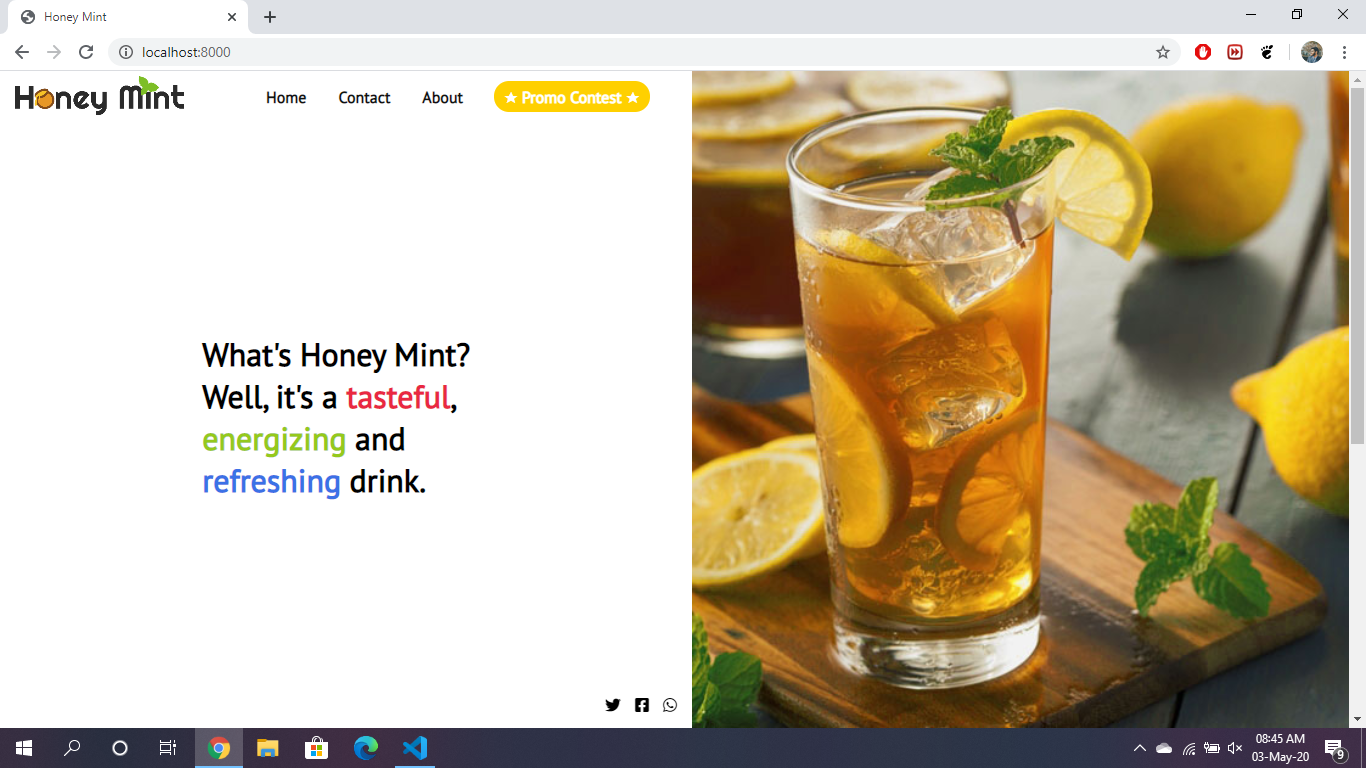 Honey Mint
localhost:8000
Honey Mint
Home
Contact
About
★ Promo Contest ★
What's Honey Mint?
Well, it's a tasteful,
energizing and
refreshing drink.
08:45 AM
03-May-20
9